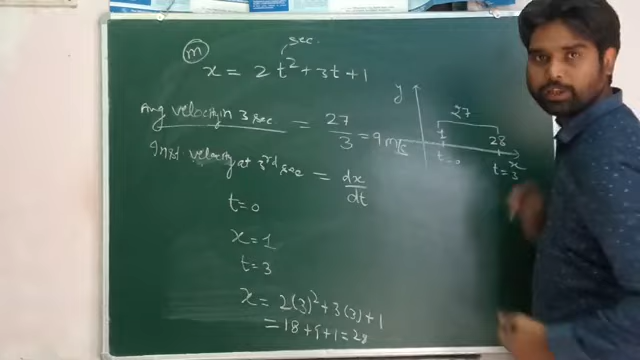 (m) sec.
x = 2t² + 3t + 1
Avg velocity in 3 sec = 27/3 = 9 m/s
Inst. velocity at 3rd sec = dx/dt
t = 0
x = 1
t = 3
x = 2(3)² + 3(3) + 1
= 18 + 9 + 1 = 28
y
27
1 28
t = 0 x
t = 3